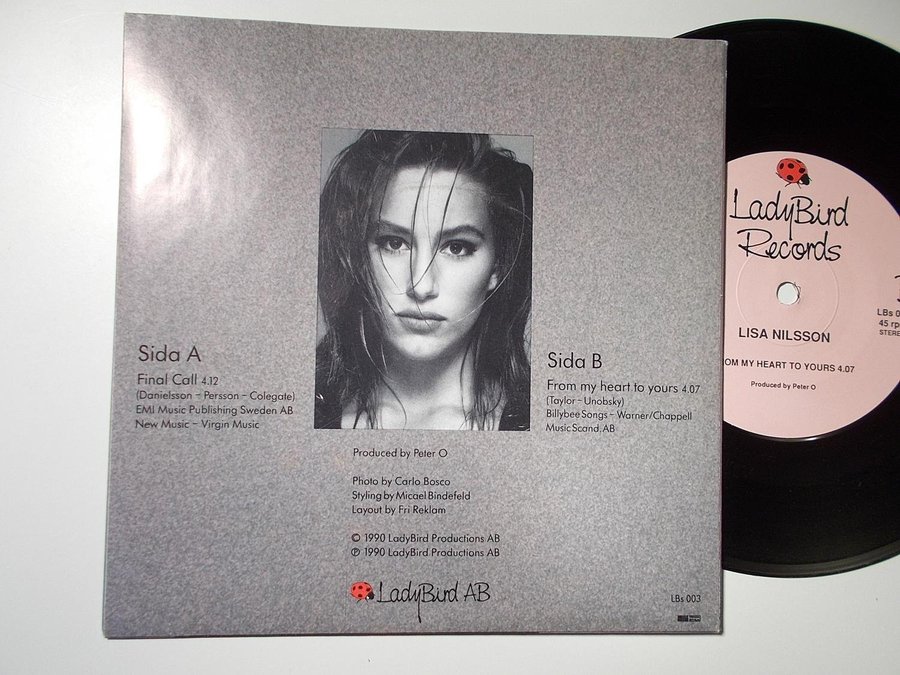 Sida A
Final Call 4.12
(Danielsson – Persson – Colegate)
EMI Music Publishing Sweden AB
New Music – Virgin Music
Sida B
From my heart to yours 4.07
(Taylor – Unobsky)
Billybee Songs – Warner/Chappell
Music Scand. AB
Produced by Peter O
Photo by Carlo Bosco
Styling by Micael Bindefeld
Layout by Fri Reklam
© 1990 LadyBird Productions AB
℗ 1990 LadyBird Productions AB
LadyBird AB
LBs 003
LadyBird
Records
LBs 0
45 rp
STERE
LISA NILSSON
OM MY HEART TO YOURS 4.07
Produced by Peter O